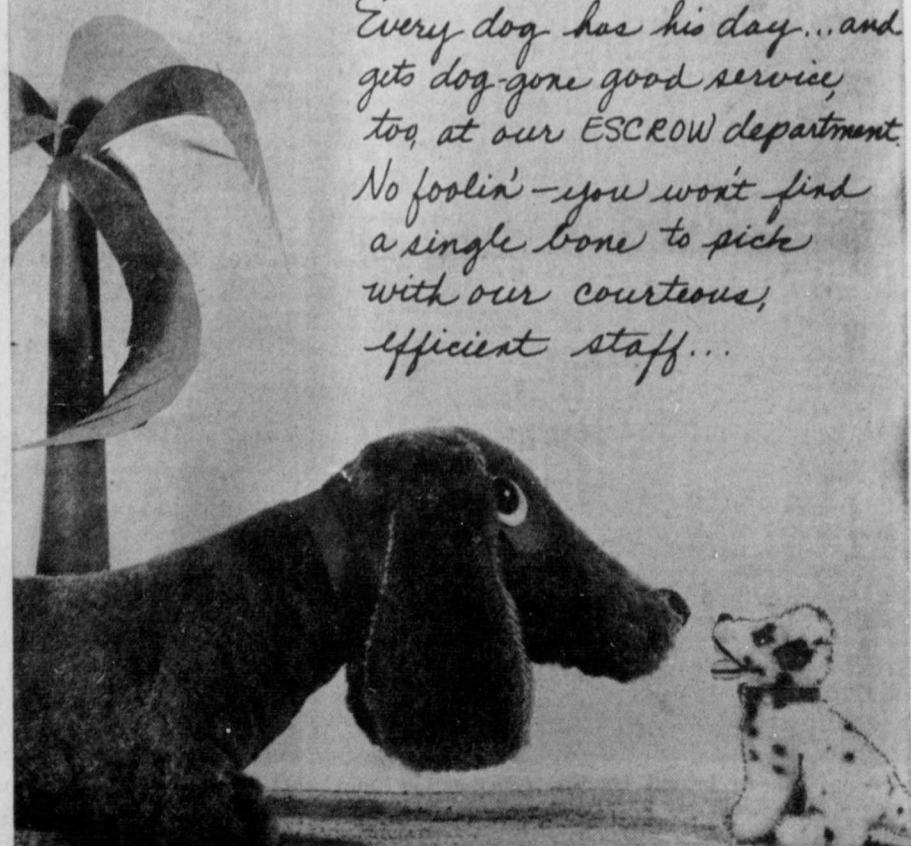 Every dog has his day...and
gets dog-gone good service,
too, at our ESCROW department.
No foolin' - you won't find
a single bone to pick
with our courteous,
efficient staff...